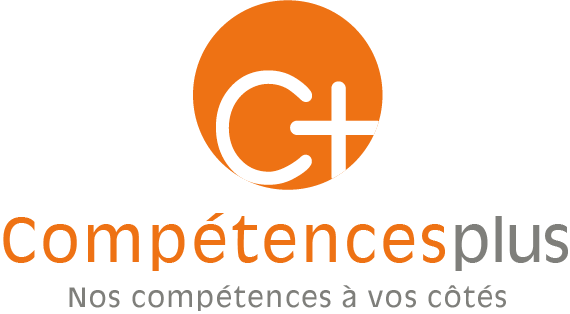 C+
Compétencesplus
Nos compétences à vos côtés